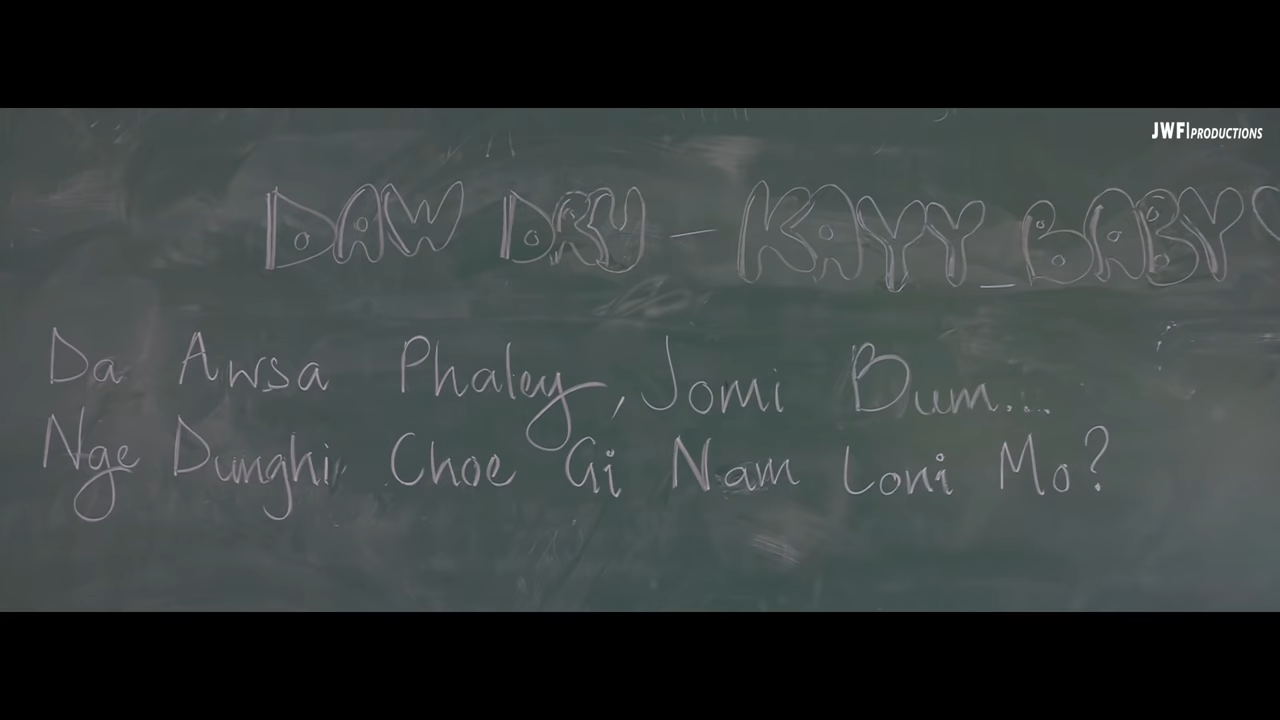 JWF|PRODUCTIONS
DAW DRU - KAYY_BABY
Da Awsa Phaley, Jomi Bum...
Nge Dunghi Choe Gi Nam Loni Mo?